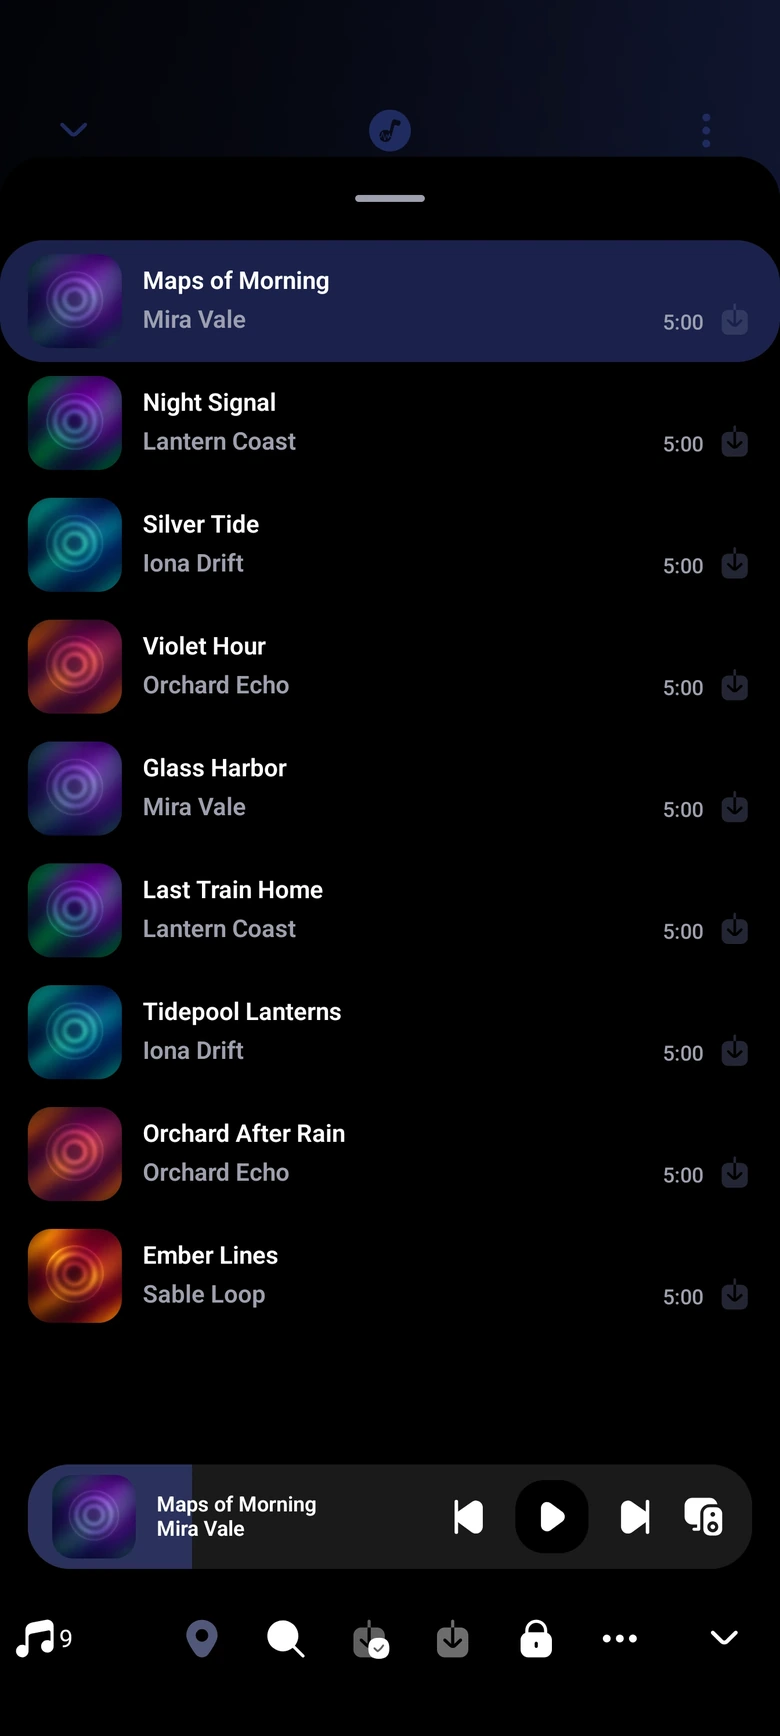 Maps of Morning
Mira Vale
5:00
Night Signal
Lantern Coast
5:00
Silver Tide
Iona Drift
5:00
Violet Hour
Orchard Echo
5:00
Glass Harbor
Mira Vale
5:00
Last Train Home
Lantern Coast
5:00
Tidepool Lanterns
Iona Drift
5:00
Orchard After Rain
Orchard Echo
5:00
Ember Lines
Sable Loop
5:00
Maps of Morning
Mira Vale
9